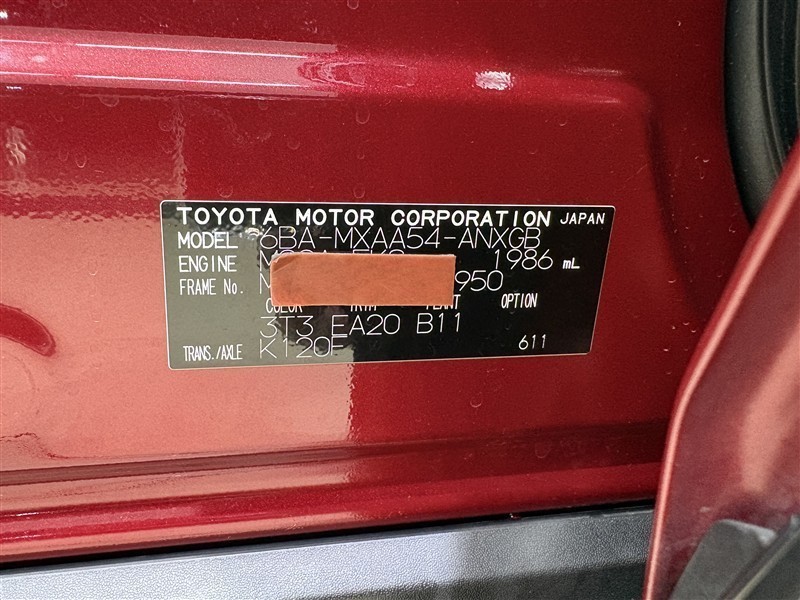 TOYOTA MOTOR CORPORATION JAPAN
MODEL 6BA-MXAA54-ANXGB
ENGINE 1986 mL
FRAME No. 950
COLOR TRIM PLANT OPTION
3T3 EA20 B11
TRANS./AXLE K120F 611